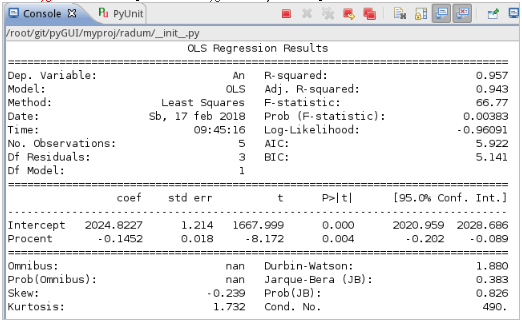 Console PyUnit
/root/git/pyGUI/myproj/radum/__init__.py
OLS Regression Results
Dep. Variable: An R-squared: 0.957
Model: OLS Adj. R-squared: 0.943
Method: Least Squares F-statistic: 66.77
Date: Sb, 17 feb 2018 Prob (F-statistic): 0.00383
Time: 09:45:16 Log-Likelihood: -0.96091
No. Observations: 5 AIC: 5.922
Df Residuals: 3 BIC: 5.141
Df Model: 1
coef std err t P>|t| [95.0% Conf. Int.]
Intercept 2024.8227 1.214 1667.999 0.000 2020.959 2028.686
Procent -0.1452 0.018 -8.172 0.004 -0.202 -0.089
Omnibus: nan Durbin-Watson: 1.880
Prob(Omnibus): nan Jarque-Bera (JB): 0.383
Skew: -0.239 Prob(JB): 0.826
Kurtosis: 1.732 Cond. No. 490.